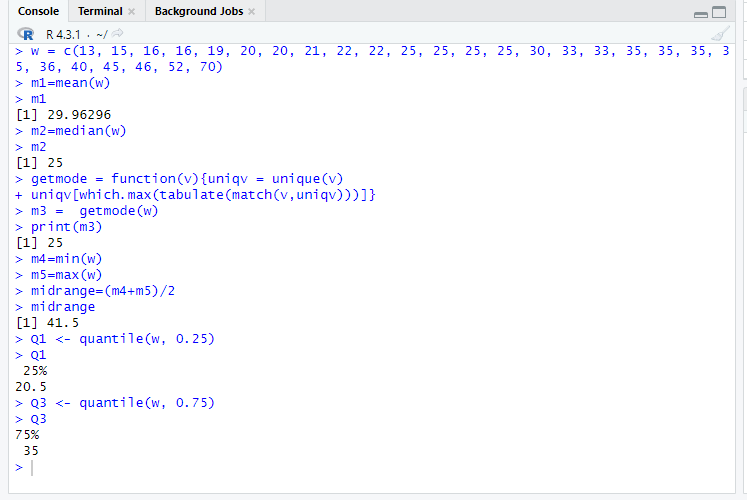 Console Terminal Background Jobs
R 4.3.1 · ~/
> w = c(13, 15, 16, 16, 19, 20, 20, 21, 22, 22, 25, 25, 25, 25, 30, 33, 33, 35, 35, 35, 3
5, 36, 40, 45, 46, 52, 70)
> m1=mean(w)
> m1
[1] 29.96296
> m2=median(w)
> m2
[1] 25
> getmode = function(v){uniqv = unique(v)
+ uniqv[which.max(tabulate(match(v,uniqv)))]}
> m3 =  getmode(w)
> print(m3)
[1] 25
> m4=min(w)
> m5=max(w)
> midrange=(m4+m5)/2
> midrange
[1] 41.5
> Q1 <- quantile(w, 0.25)
> Q1
 25%
20.5
> Q3 <- quantile(w, 0.75)
> Q3
75%
 35
>